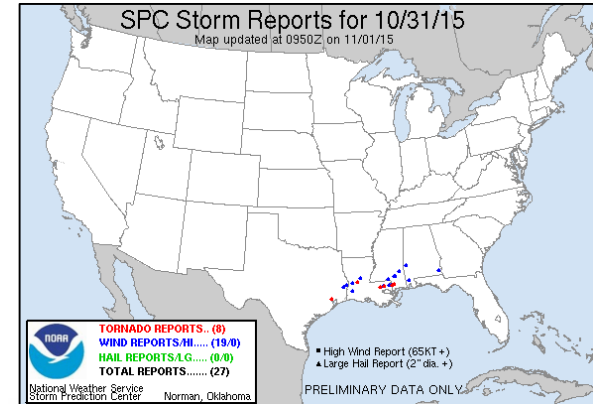 SPC Storm Reports for 10/31/15
Map updated at 0950Z on 11/01/15
NOAA
TORNADO REPORTS.. (8)
WIND REPORTS/HI..... (19/0)
HAIL REPORTS/LG..... (0/0)
TOTAL REPORTS....... (27)
National Weather Service
Storm Prediction Center Norman, Oklahoma
High Wind Report (65KT +)
Large Hail Report (2" dia. +)
PRELIMINARY DATA ONLY